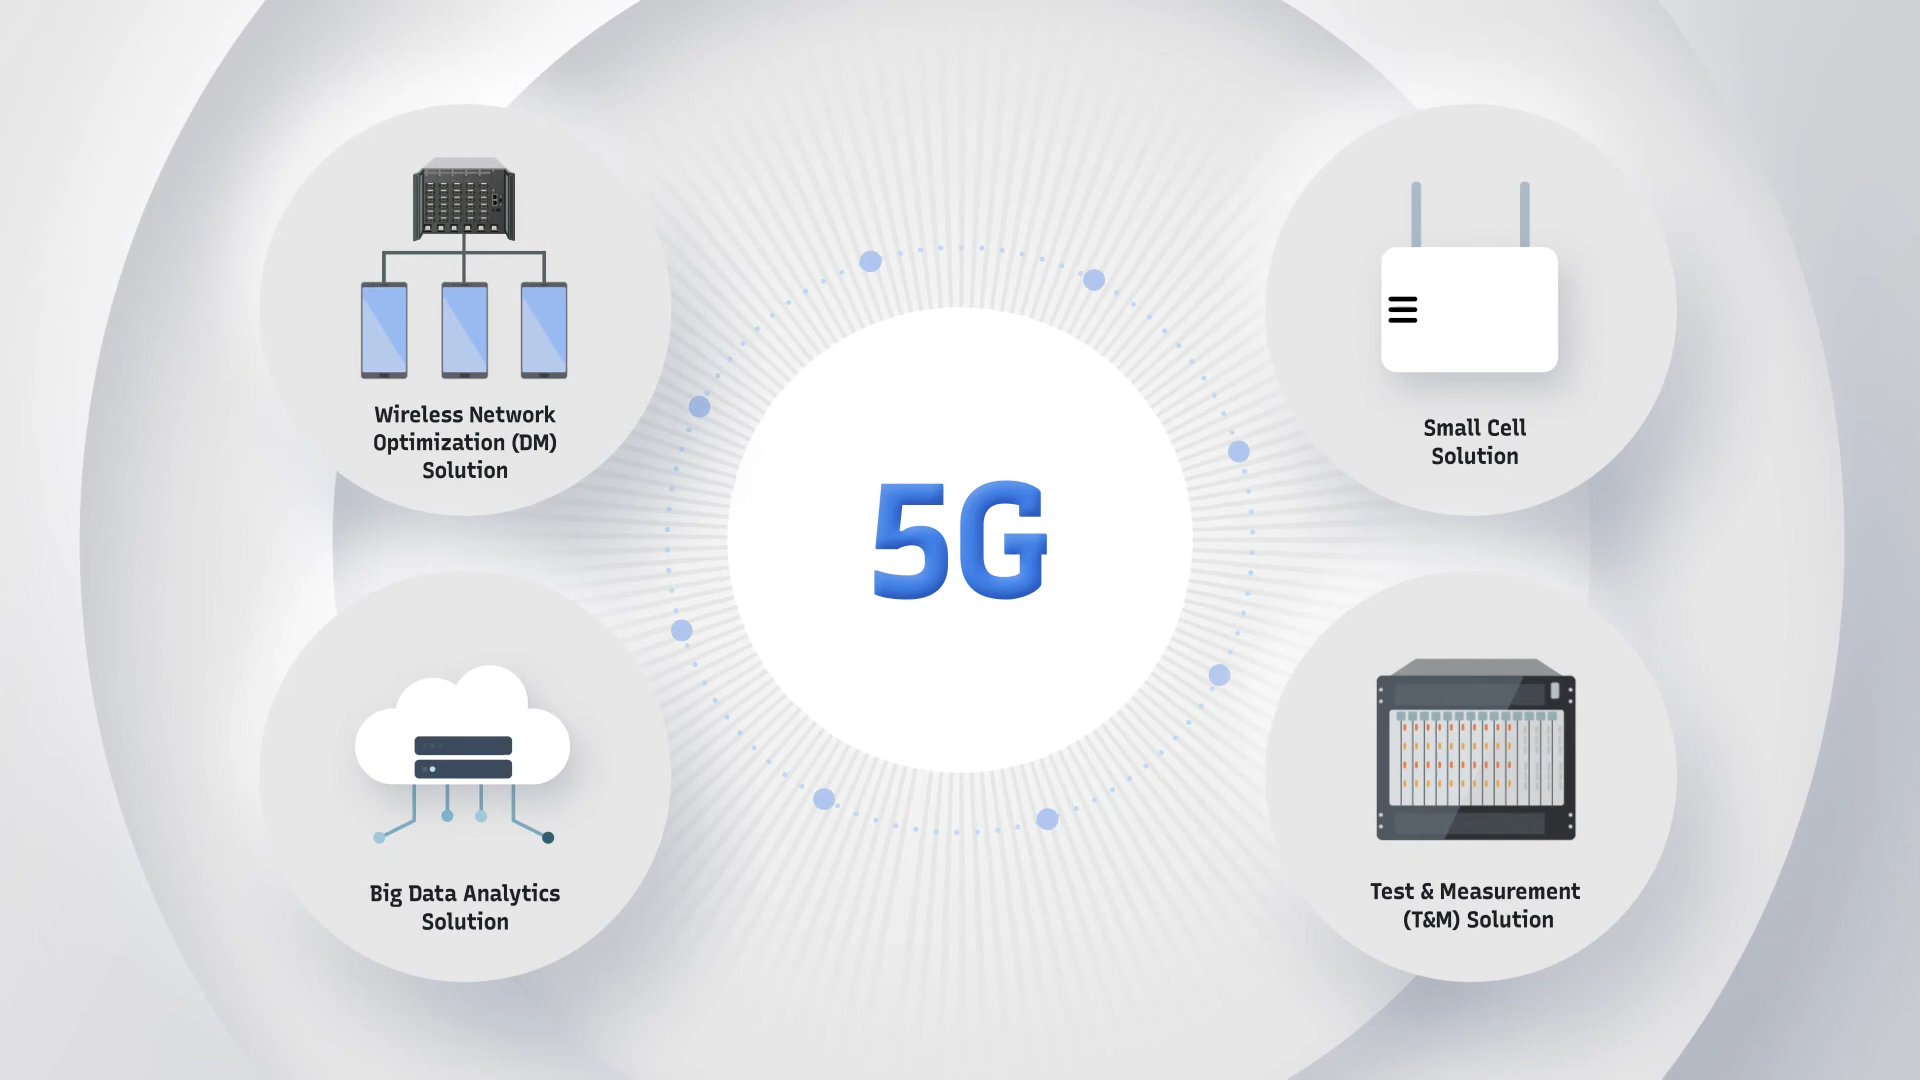 Wireless Network
Optimization (DM)
Solution
Small Cell
Solution
5G
Big Data Analytics
Solution
Test & Measurement
(T&M) Solution